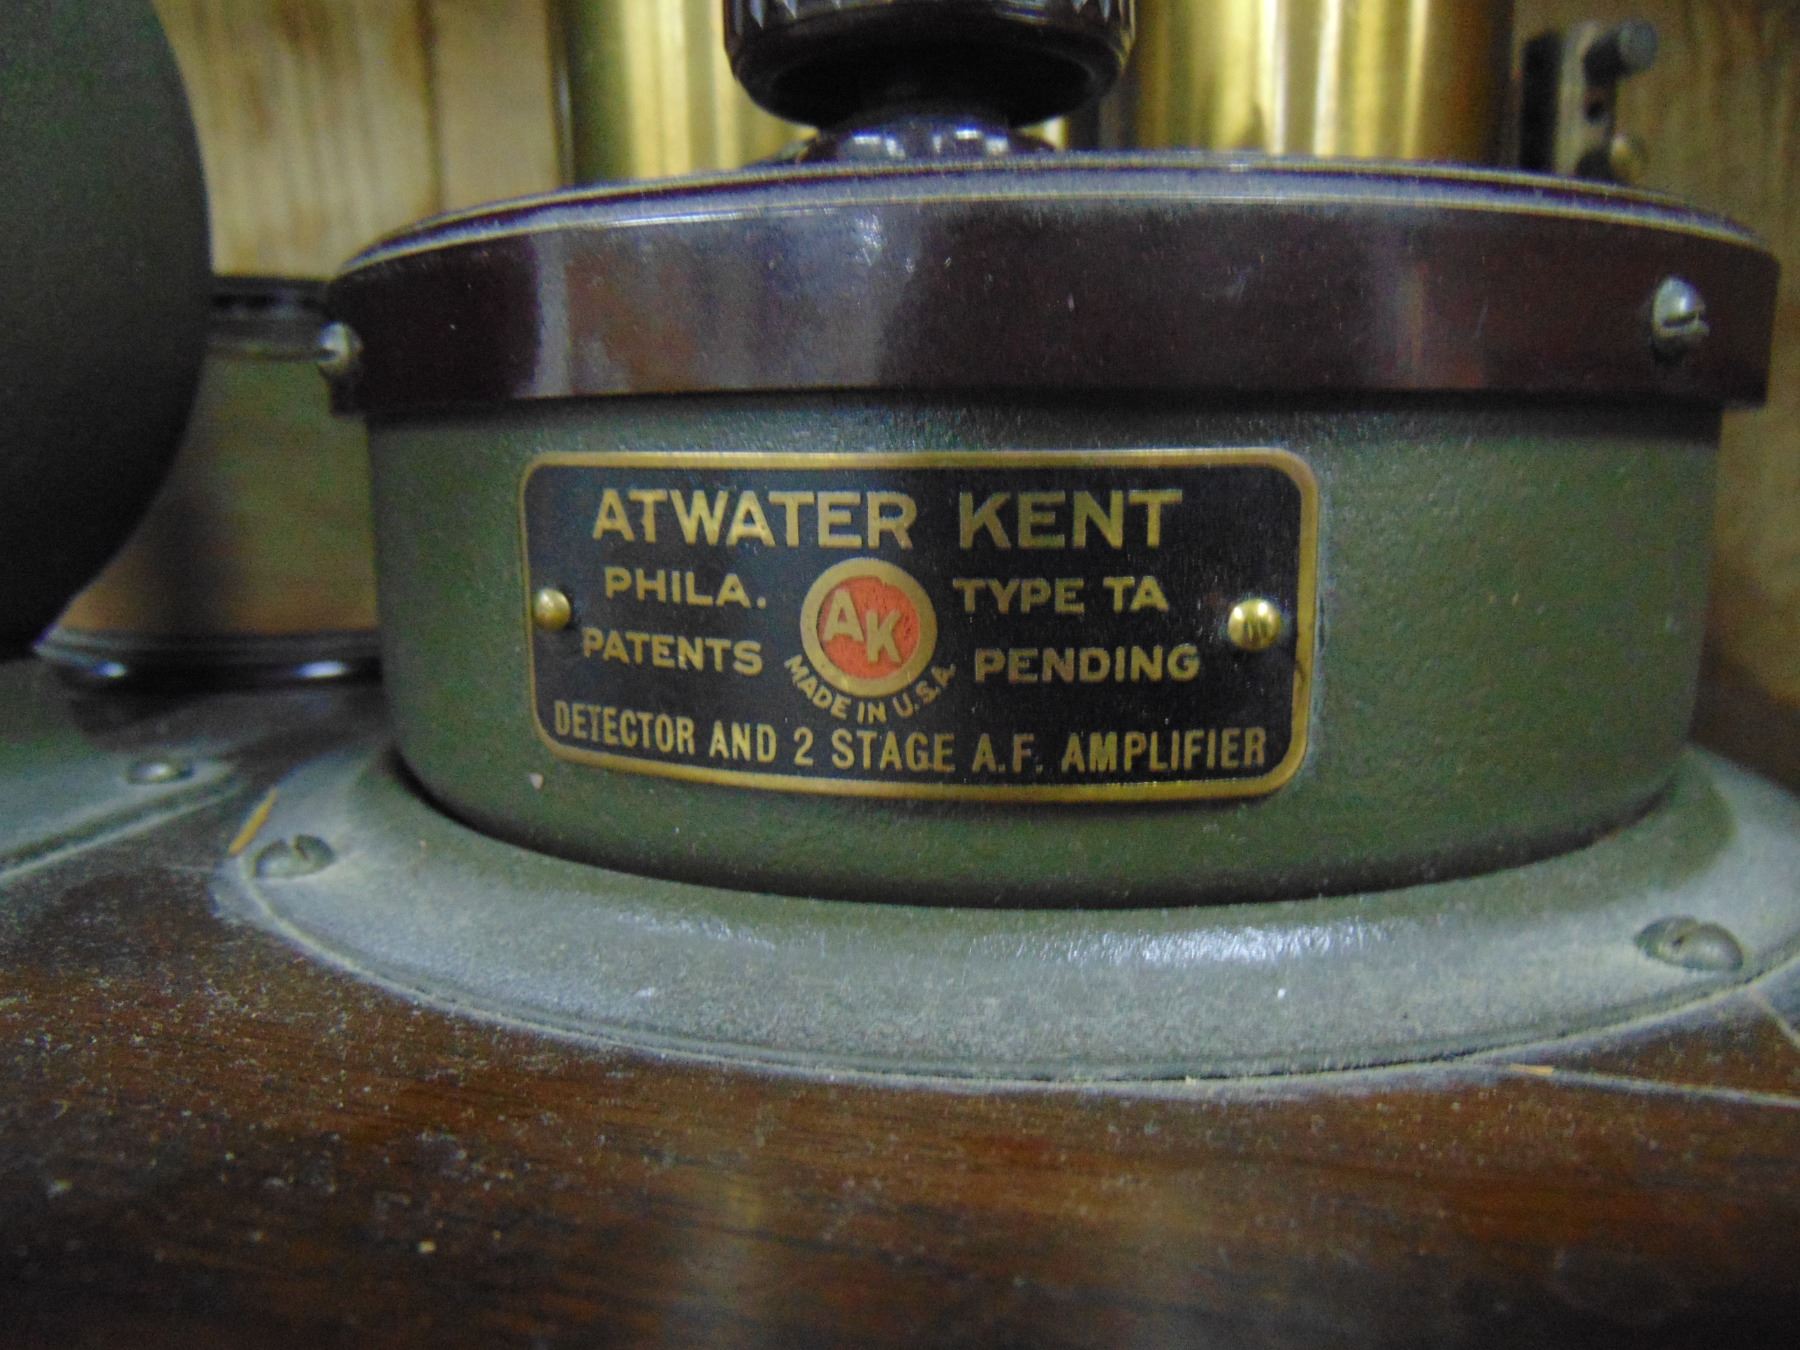 ATWATER KENT
PHILA. TYPE TA
AK
PATENTS PENDING
MADE IN U.S.A.
DETECTOR AND 2 STAGE A.F. AMPLIFIER